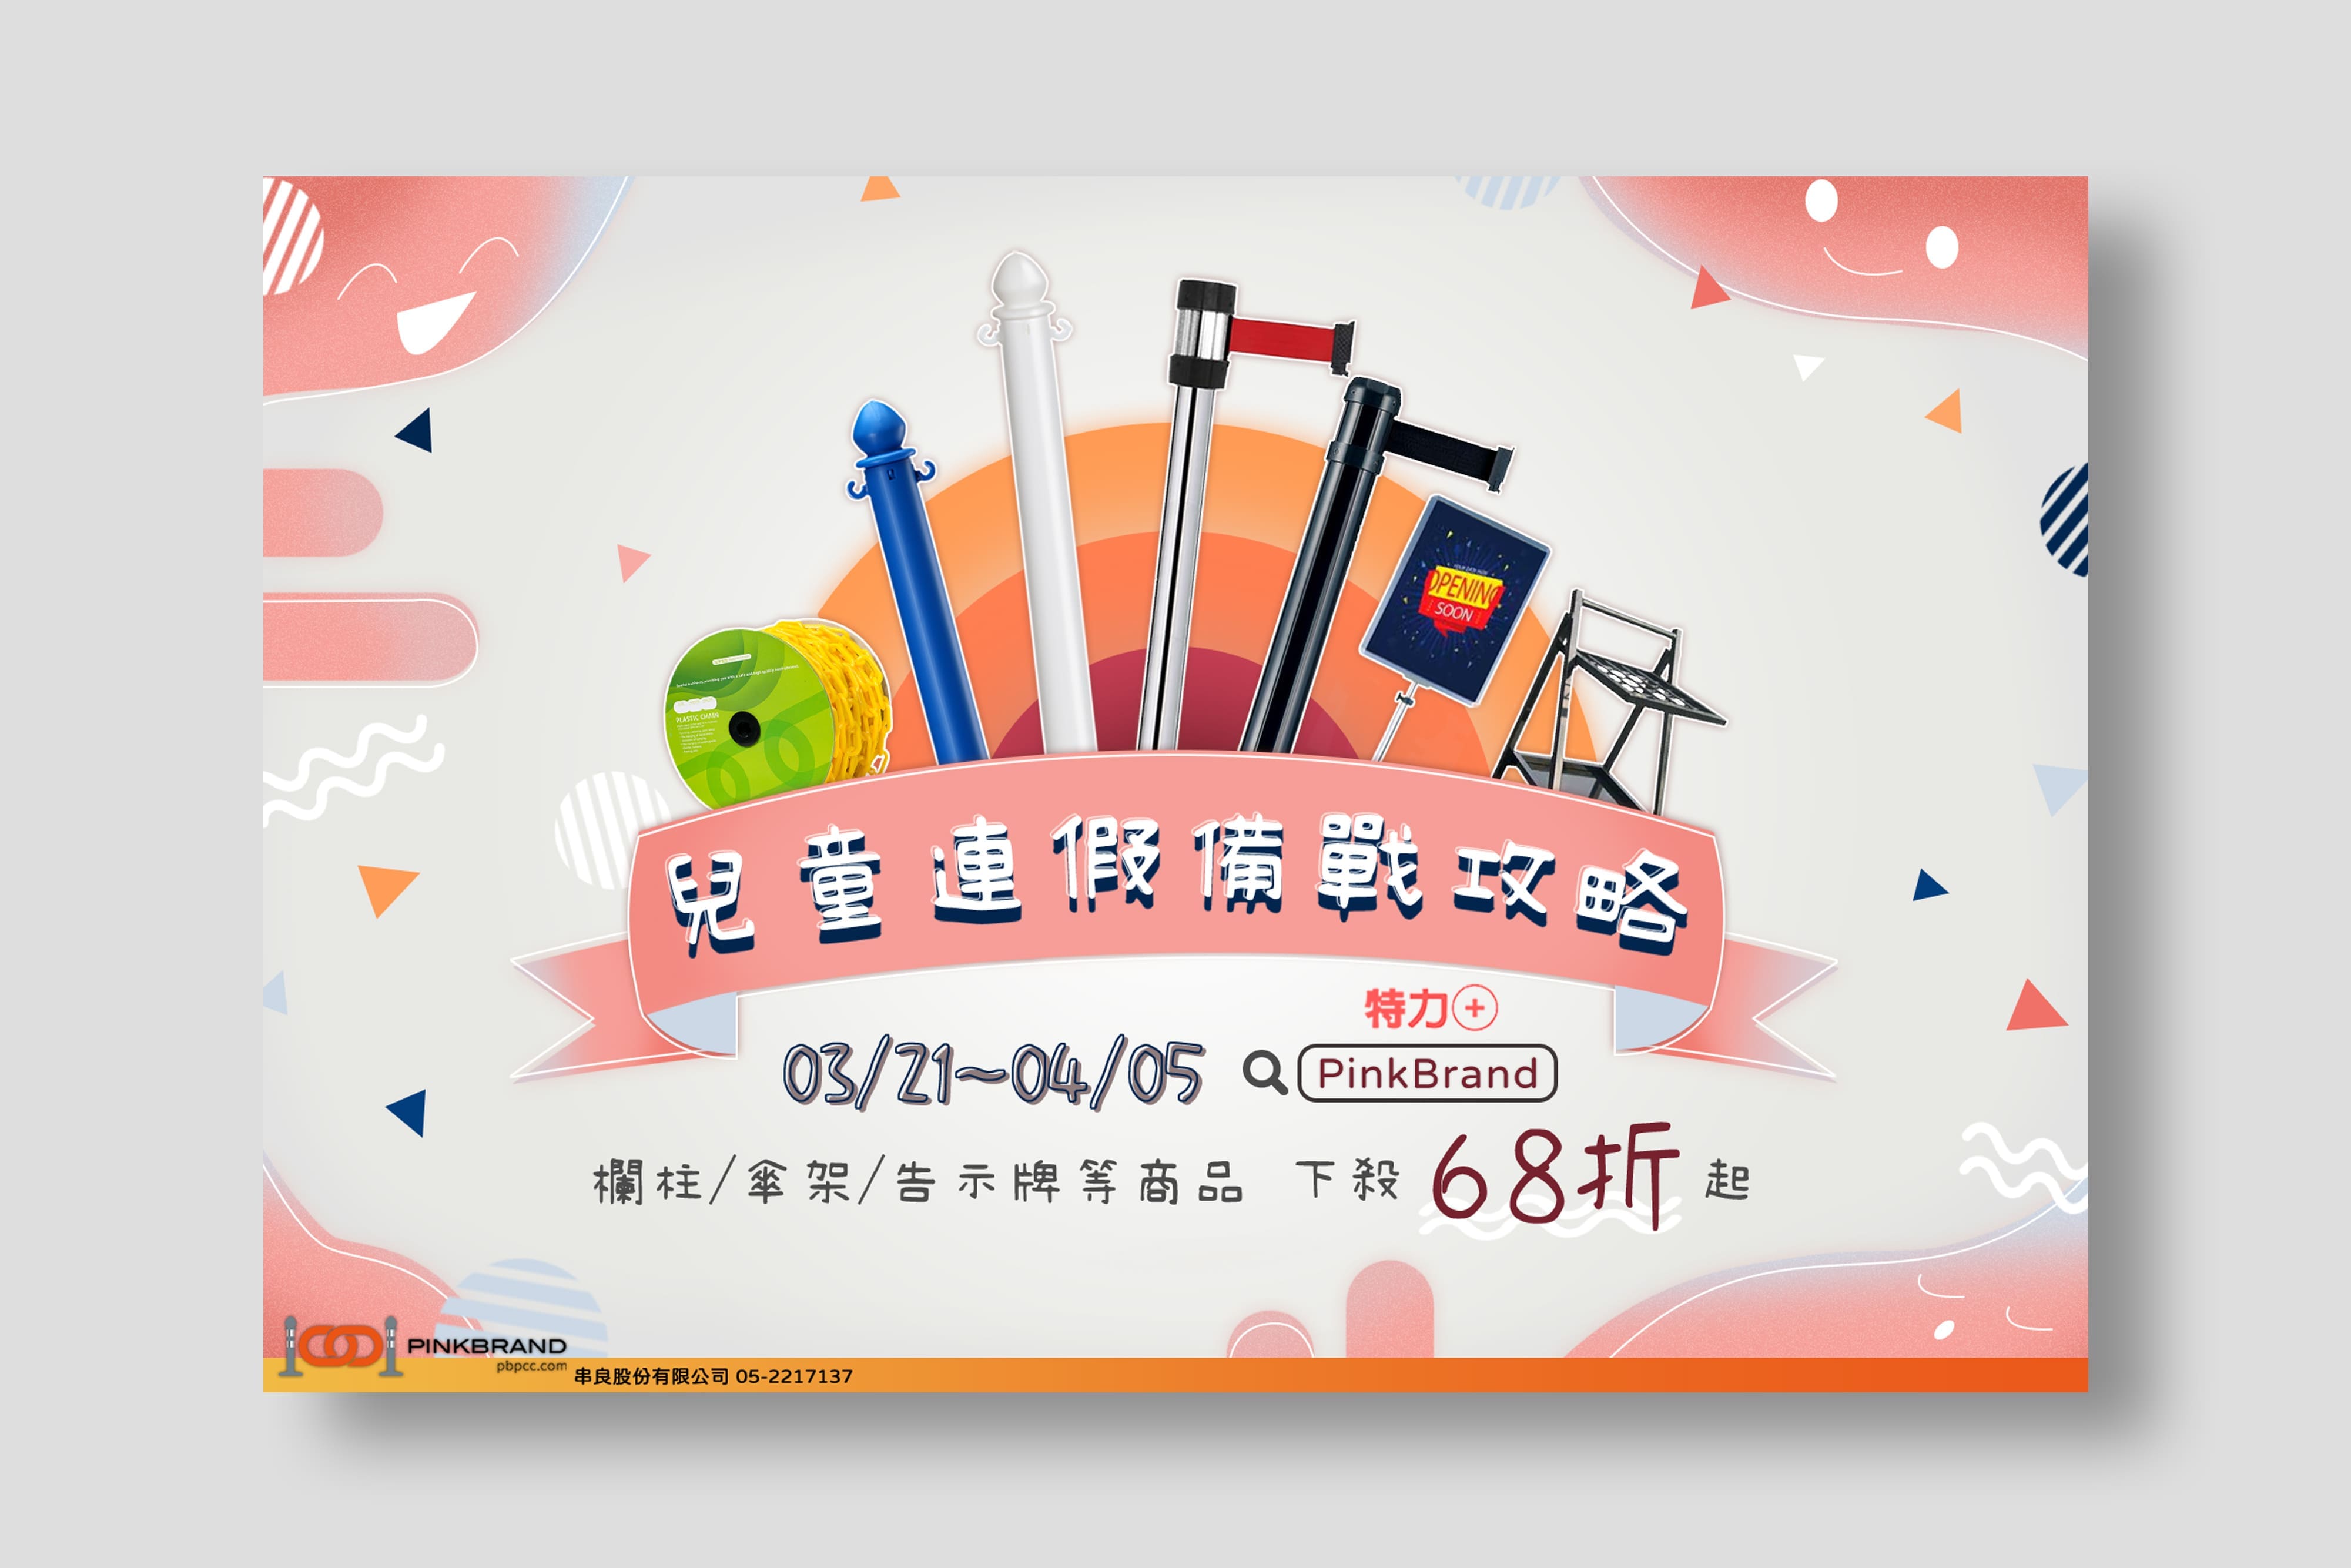 OPENING
SOON
PLASTIC CHAIN
兒童連假備戰攻略
特力+
03/21~04/05
PinkBrand
欄柱/傘架/告示牌等商品 下殺 68折 起
PINKBRAND
pbpcc.com
串良股份有限公司 05-2217137